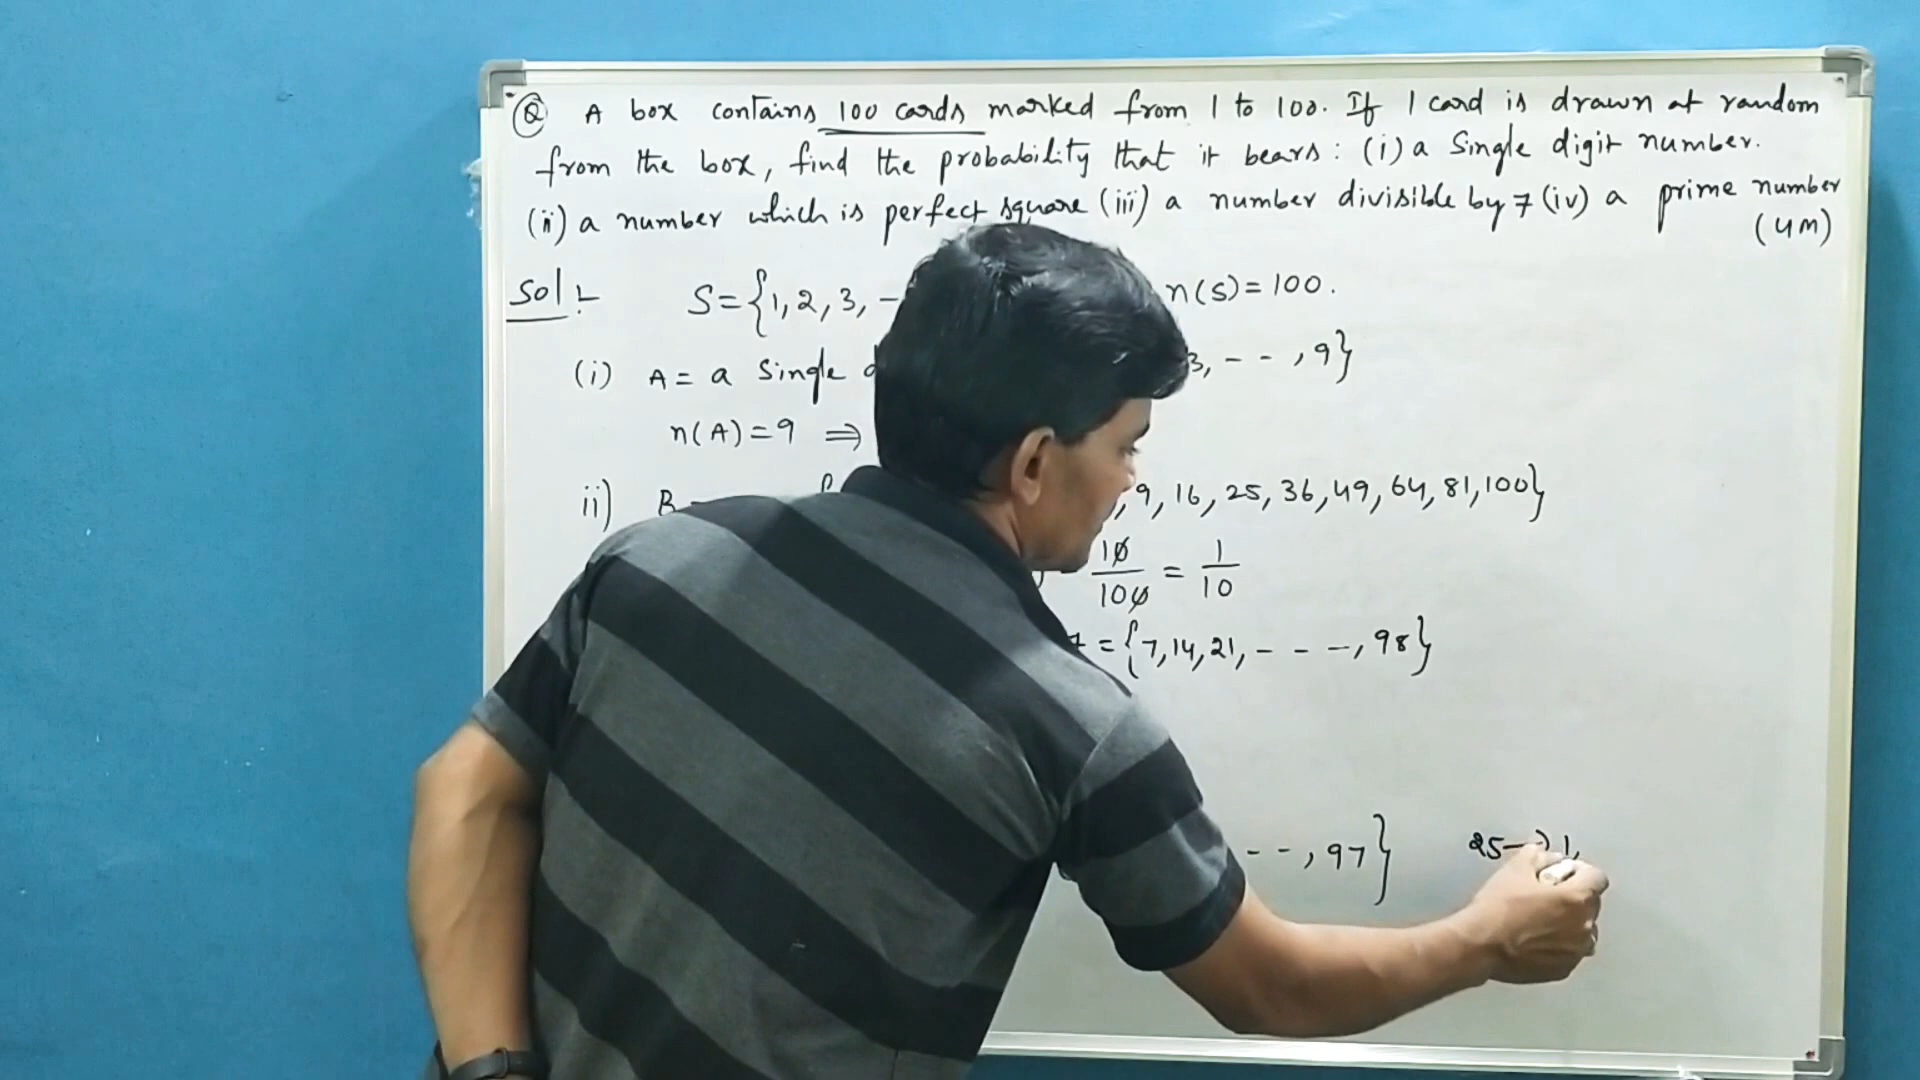 Q A box contains 100 cards marked from 1 to 100. If 1 card is drawn at random
from the box, find the probability that it bears: (i) a Single digit number.
(ii) a number which is perfect square (iii) a number divisible by 7 (iv) a prime number
(4M)
Sol:- S={1,2,3,- n(S)=100.
(i) A= a Single 3, - - ,9}
n(A)=9 ⇒
ii) B ,9,16,25,36,49,64,81,100}
10/100 = 1/10
= {7,14,21,- - -,98}
- - ,97} 25→1,